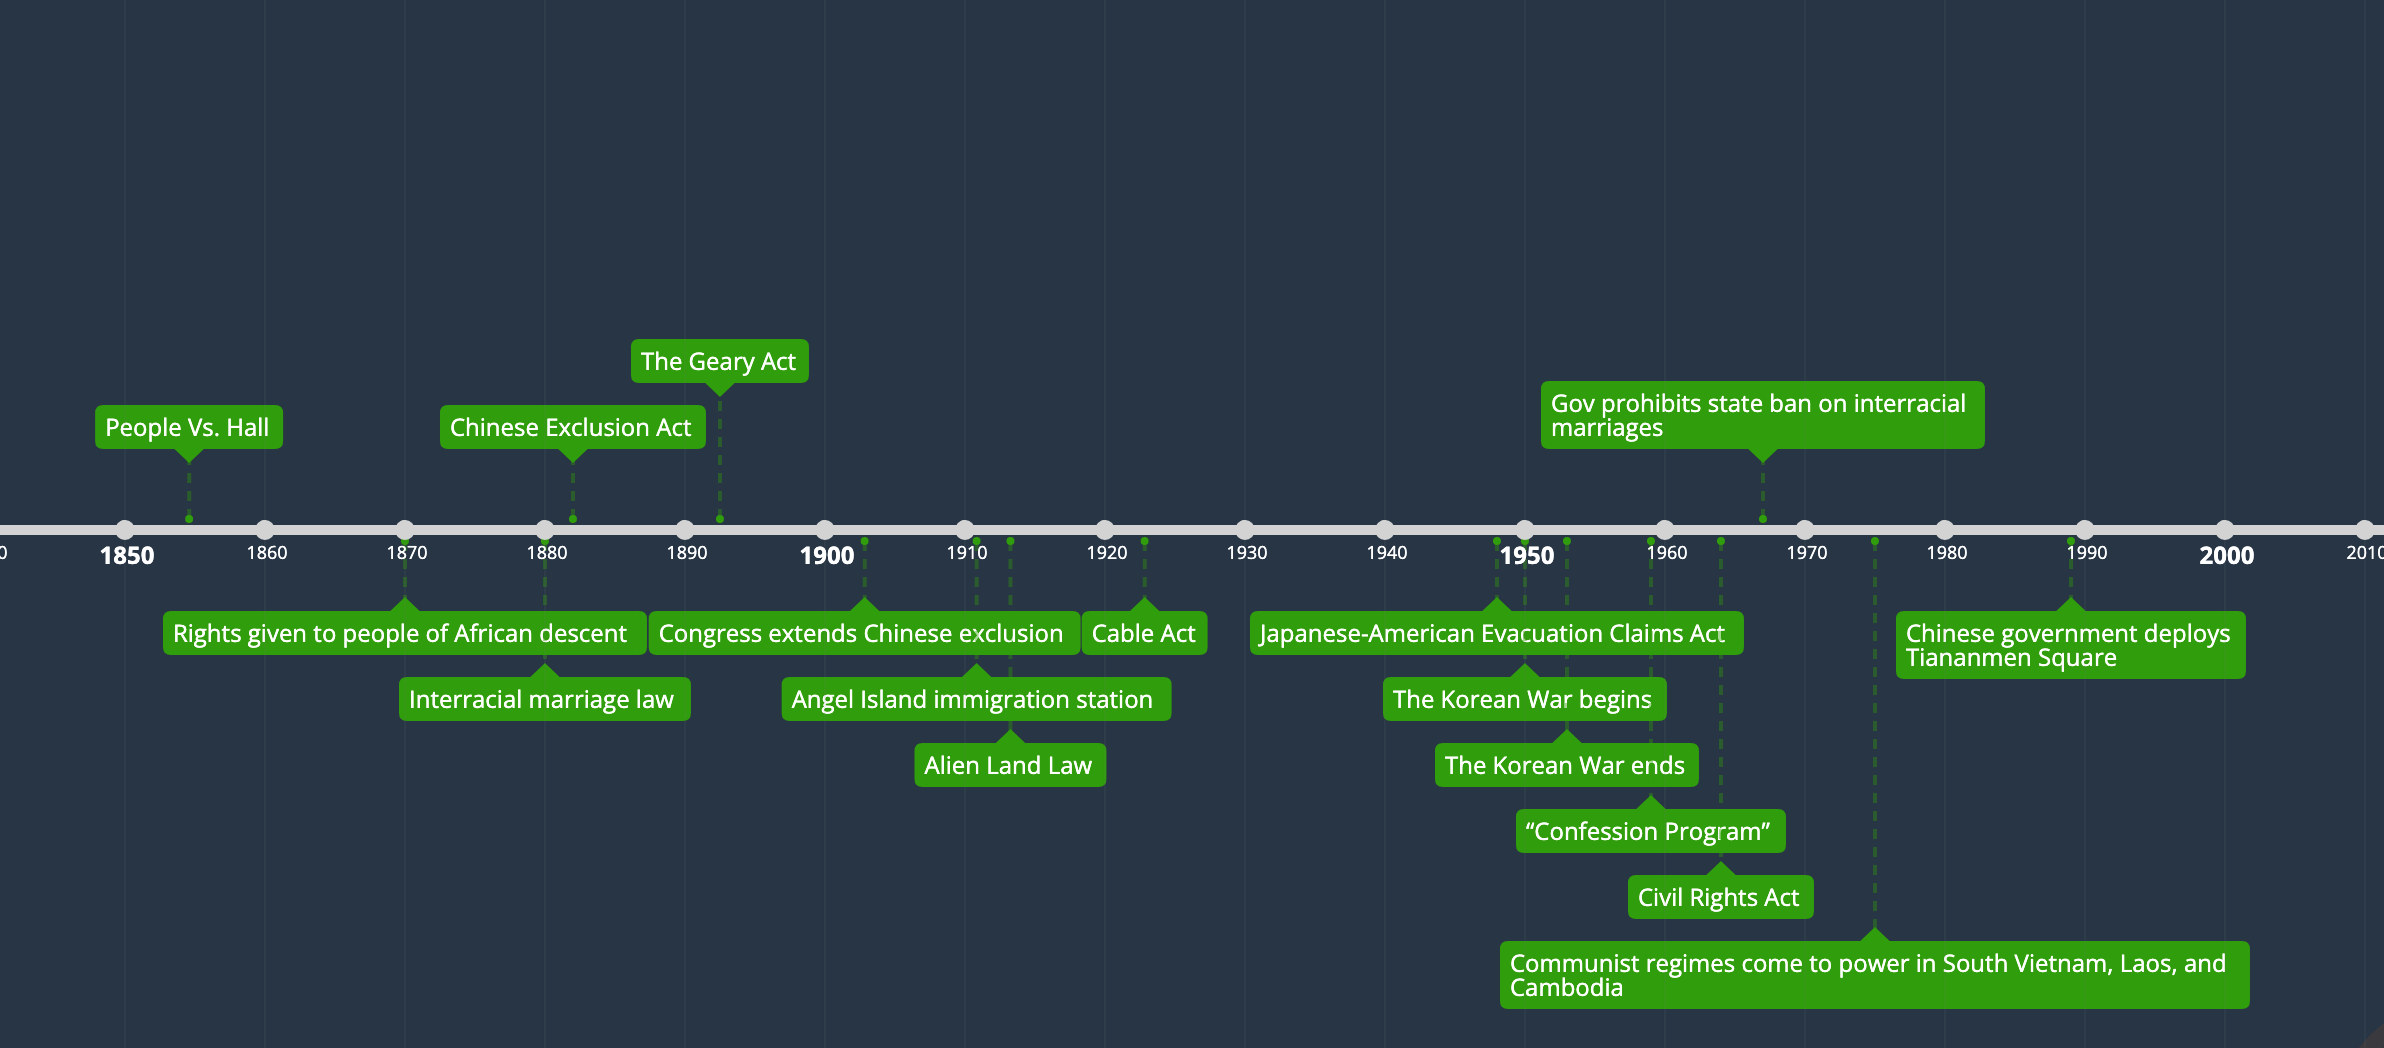 The Geary Act
People Vs. Hall
Chinese Exclusion Act
Gov prohibits state ban on interracial
marriages
0
1850
1860
1870
1880
1890
1900
1910
1920
1930
1940
1950
1960
1970
1980
1990
2000
2010
Rights given to people of African descent
Congress extends Chinese exclusion
Cable Act
Japanese-American Evacuation Claims Act
Chinese government deploys
Tiananmen Square
Interracial marriage law
Angel Island immigration station
The Korean War begins
Alien Land Law
The Korean War ends
“Confession Program”
Civil Rights Act
Communist regimes come to power in South Vietnam, Laos, and
Cambodia